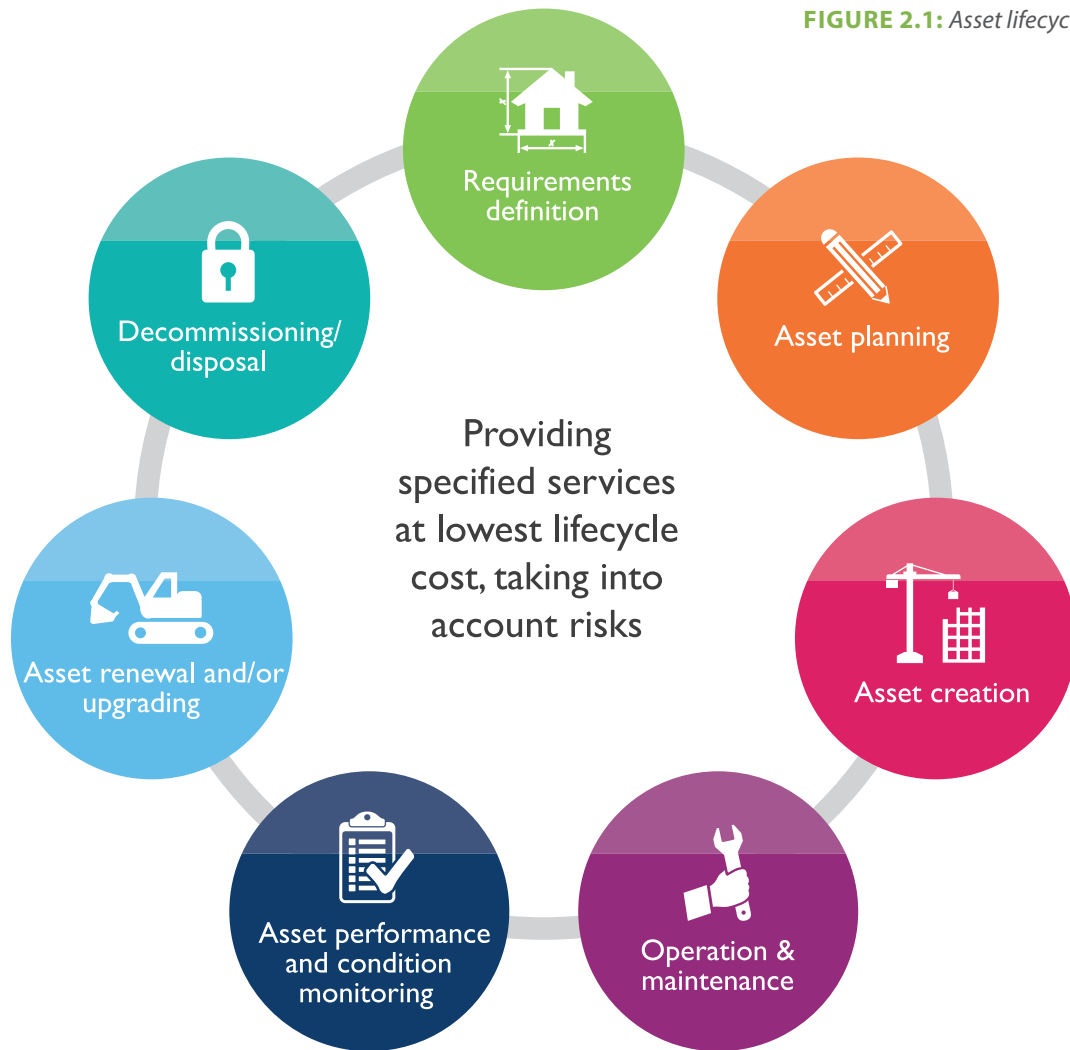 FIGURE 2.1: Asset lifecyc
x
x
Requirements
definition
Asset planning
Asset creation
Operation &
maintenance
Asset performance
and condition
monitoring
Asset renewal and/or
upgrading
Decommissioning/
disposal
Providing
specified services
at lowest lifecycle
cost, taking into
account risks